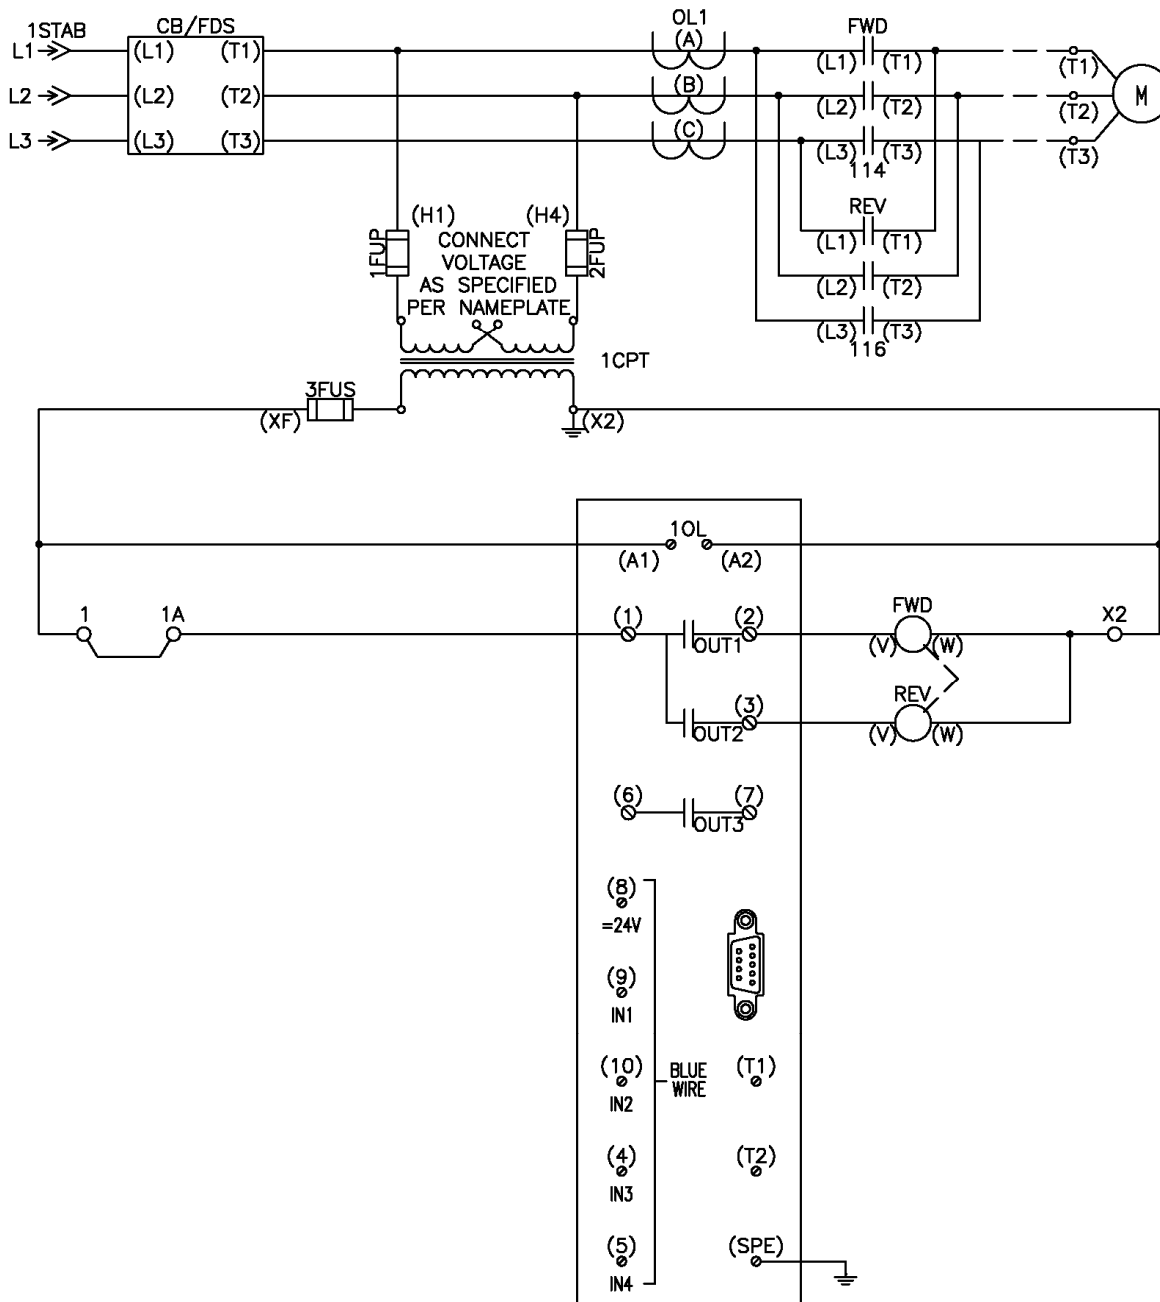 1STAB
CB/FDS
OL1
FWD
L1 (L1) (T1) (A) (L1) (T1) (T1)
L2 (L2) (T2) (B) (L2) (T2) (T2) M
L3 (L3) (T3) (C) (L3) (T3) (T3)
114
REV
(L1) (T1)
(L2) (T2)
(L3) (T3)
116
(H1) (H4)
1FUP
2FUP
CONNECT
VOLTAGE
AS SPECIFIED
PER NAMEPLATE
1CPT
3FUS
(XF) (X2)
1OL
(A1) (A2)
1 1A (1) (2) FWD X2
OUT1 (V) (W)
(3) REV
OUT2 (V) (W)
(6) (7)
OUT3
(8)
=24V
(9)
IN1
(10) BLUE (T1)
WIRE
IN2
(4) (T2)
IN3
(5) (SPE)
IN4